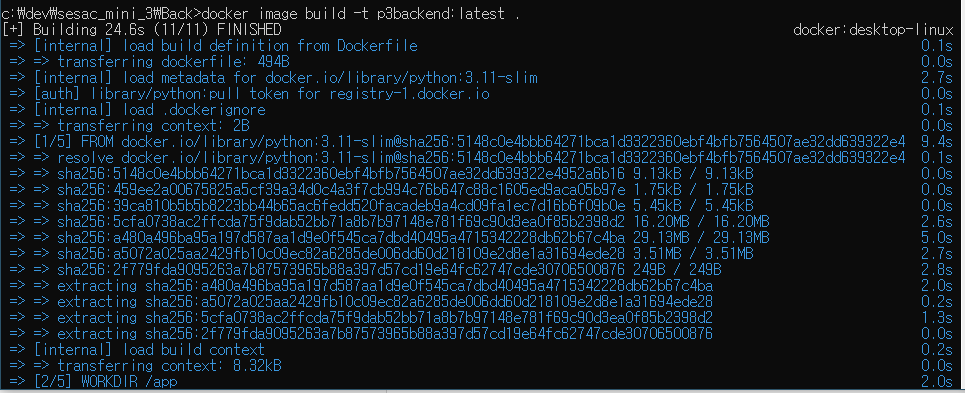 c:₩dev₩sesac_mini_3₩Back>docker image build -t p3backend:latest .
[+] Building 24.6s (11/11) FINISHED docker:desktop-linux
=> [internal] load build definition from Dockerfile 0.1s
=> => transferring dockerfile: 494B 0.0s
=> [internal] load metadata for docker.io/library/python:3.11-slim 2.7s
=> [auth] library/python:pull token for registry-1.docker.io 0.0s
=> [internal] load .dockerignore 0.1s
=> => transferring context: 2B 0.0s
=> [1/5] FROM docker.io/library/python:3.11-slim@sha256:5148c0e4bbb64271bca1d3322360ebf4bfb7564507ae32dd639322e4 9.4s
=> => resolve docker.io/library/python:3.11-slim@sha256:5148c0e4bbb64271bca1d3322360ebf4bfb7564507ae32dd639322e4 0.1s
=> => sha256:5148c0e4bbb64271bca1d3322360ebf4bfb7564507ae32dd639322e4952a6b16 9.13kB / 9.13kB 0.0s
=> => sha256:459ee2a00675825a5cf39a34d0c4a3f7cb994c76b647c88c1605ed9aca05b97e 1.75kB / 1.75kB 0.0s
=> => sha256:39ca810b5b5b8223bb44b65ac6fedd520facadeb9a4cd09fa1ec7d16b6f09b0e 5.45kB / 5.45kB 0.0s
=> => sha256:5cfa0738ac2ffcda75f9dab52bb71a8b7b97148e781f69c90d3ea0f85b2398d2 16.20MB / 16.20MB 2.6s
=> => sha256:a480a496ba95a197d587aa1d9e0f545ca7dbd40495a4715342228db62b67c4ba 29.13MB / 29.13MB 5.0s
=> => sha256:a5072a025aa2429fb10c09ec82a6285de006dd60d218109e2d8e1a31694ede28 3.51MB / 3.51MB 2.7s
=> => sha256:2f779fda9095263a7b87573965b88a397d57cd19e64fc62747cde30706500876 249B / 249B 2.8s
=> => extracting sha256:a480a496ba95a197d587aa1d9e0f545ca7dbd40495a4715342228db62b67c4ba 2.0s
=> => extracting sha256:a5072a025aa2429fb10c09ec82a6285de006dd60d218109e2d8e1a31694ede28 0.2s
=> => extracting sha256:5cfa0738ac2ffcda75f9dab52bb71a8b7b97148e781f69c90d3ea0f85b2398d2 1.3s
=> => extracting sha256:2f779fda9095263a7b87573965b88a397d57cd19e64fc62747cde30706500876 0.0s
=> [internal] load build context 0.2s
=> => transferring context: 8.32kB 0.0s
=> [2/5] WORKDIR /app 2.0s